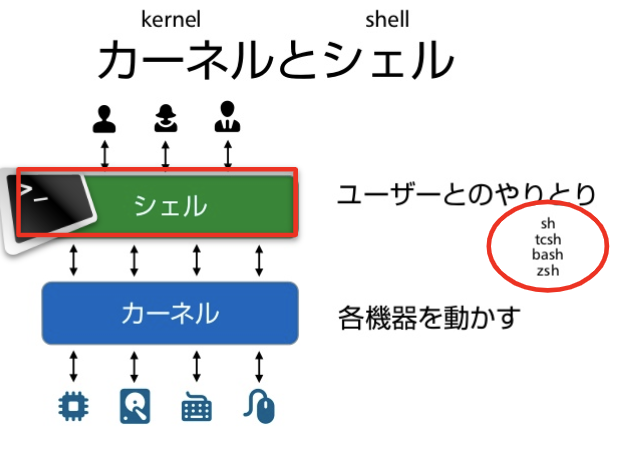 kernel shell
カーネルとシェル
>_
シェル
ユーザーとのやりとり
sh
tcsh
bash
zsh
カーネル
各機器を動かす